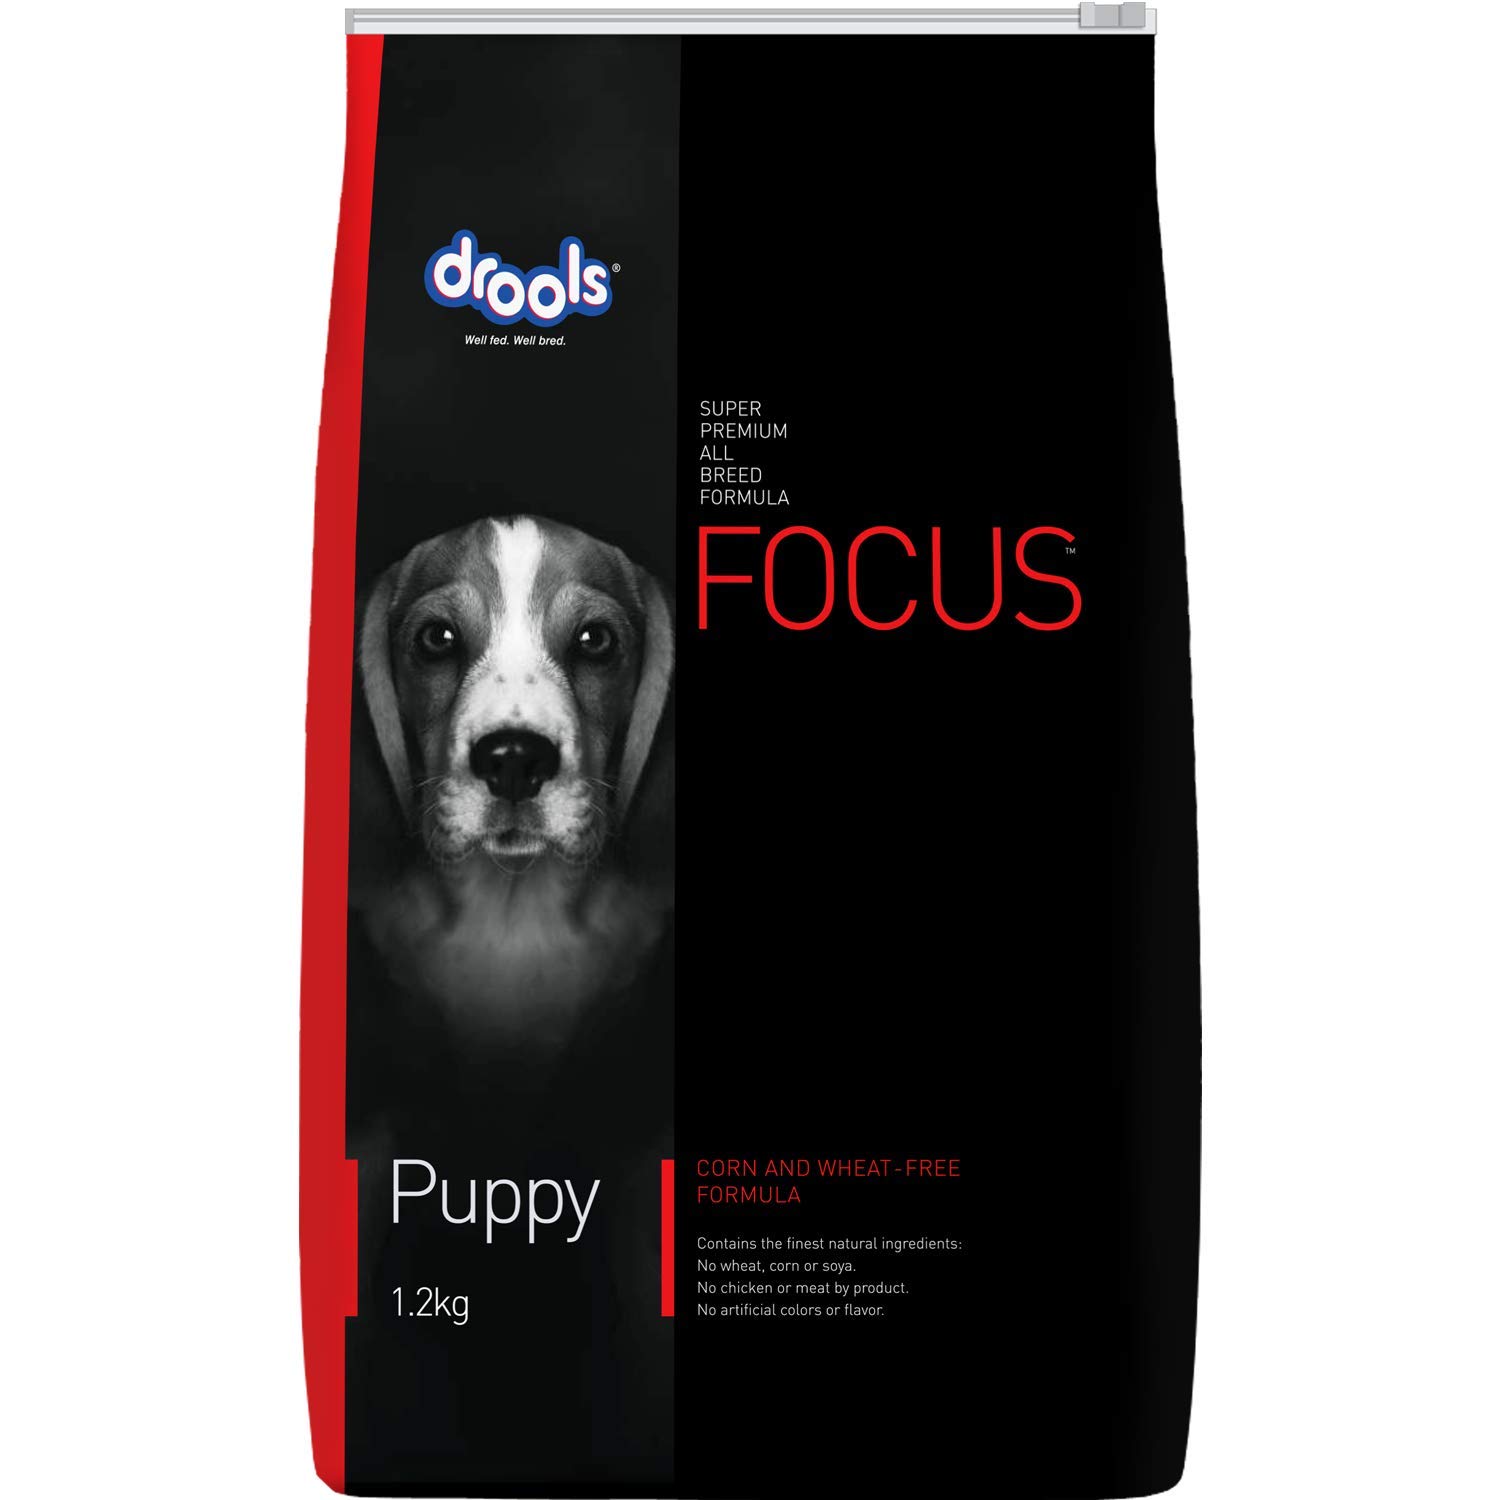 drools®
Well fed. Well bred.
SUPER
PREMIUM
ALL
BREED
FORMULA
FOCUS™
Puppy
1.2kg
CORN AND WHEAT-FREE
FORMULA
Contains the finest natural ingredients:
No wheat, corn or soya.
No chicken or meat by product.
No artificial colors or flavor.